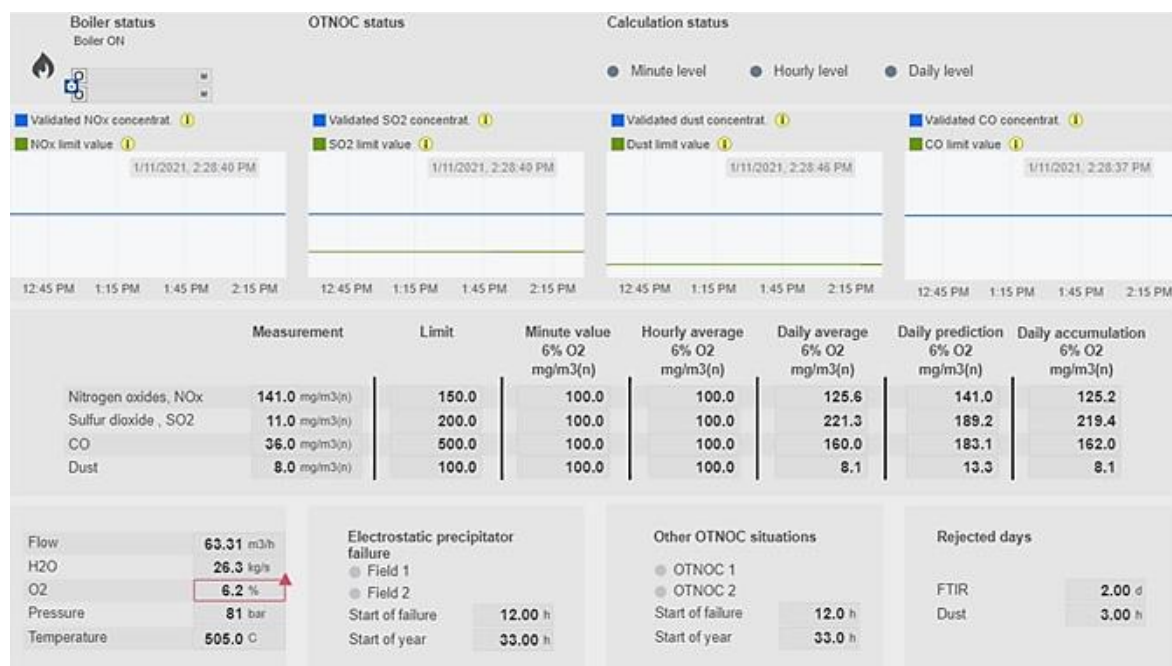 Boiler status
OTNOC status
Calculation status
Boiler ON
Minute level
Hourly level
Daily level
Validated NOx concentrat.
Validated SO2 concentrat.
Validated dust concentrat.
Validated CO concentrat.
NOx limit value
SO2 limit value
Dust limit value
CO limit value
1/11/2021, 2:28:40 PM
1/11/2021, 2:28:40 PM
1/11/2021, 2:28:46 PM
1/11/2021, 2:28:37 PM
12:45 PM 1:15 PM 1:45 PM 2:15 PM
12:45 PM 1:15 PM 1:45 PM 2:15 PM
12:45 PM 1:15 PM 1:45 PM 2:15 PM
12:45 PM 1:15 PM 1:45 PM 2:15 PM
Measurement Limit Minute value Hourly average Daily average Daily prediction Daily accumulation
6% O2 6% O2 6% O2 6% O2 6% O2
mg/m3(n) mg/m3(n) mg/m3(n) mg/m3(n) mg/m3(n)
Nitrogen oxides, NOx 141.0 mg/m3(n) 150.0 100.0 100.0 125.6 141.0 125.2
Sulfur dioxide , SO2 11.0 mg/m3(n) 200.0 100.0 100.0 221.3 189.2 219.4
CO 36.0 mg/m3(n) 500.0 100.0 100.0 160.0 183.1 162.0
Dust 8.0 mg/m3(n) 100.0 100.0 100.0 8.1 13.3 8.1
Flow 63.31 m3/h
H2O 26.3 kg/s
O2 6.2 %
Pressure 81 bar
Temperature 505.0 C
Electrostatic precipitator
failure
Field 1
Field 2
Start of failure 12.00 h
Start of year 33.00 h
Other OTNOC situations
OTNOC 1
OTNOC 2
Start of failure 12.0 h
Start of year 33.0 h
Rejected days
FTIR 2.00 d
Dust 3.00 h